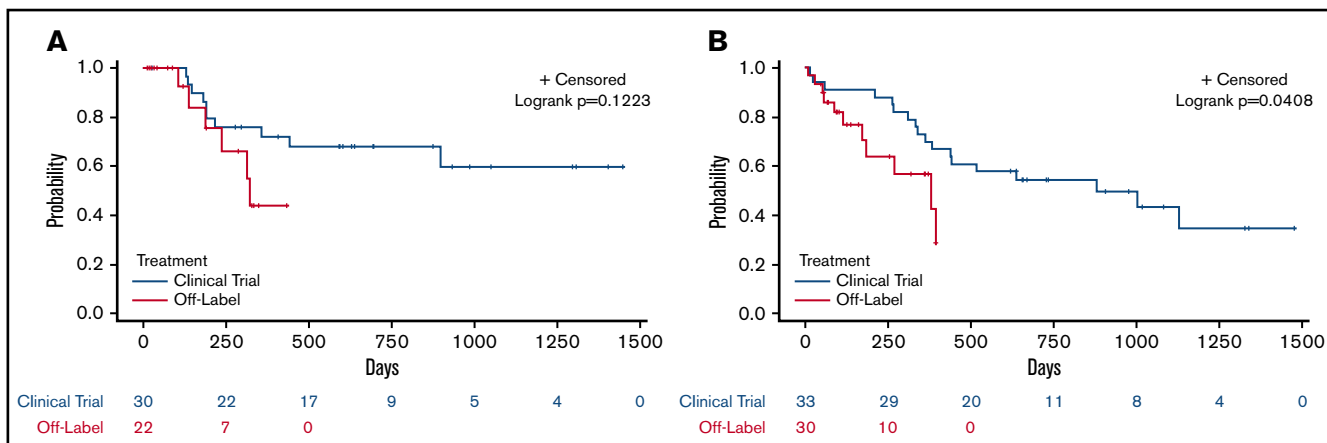 A
1.0
0.8
0.6
0.4
0.2
0.0
Probability
+ Censored
Logrank p=0.1223
Treatment
Clinical Trial
Off-Label
0 250 500 750 1000 1250 1500
Days
Clinical Trial 30 22 17 9 5 4 0
Off-Label 22 7 0
B
1.0
0.8
0.6
0.4
0.2
0.0
Probability
+ Censored
Logrank p=0.0408
Treatment
Clinical Trial
Off-Label
0 250 500 750 1000 1250 1500
Days
Clinical Trial 33 29 20 11 8 4 0
Off-Label 30 10 0